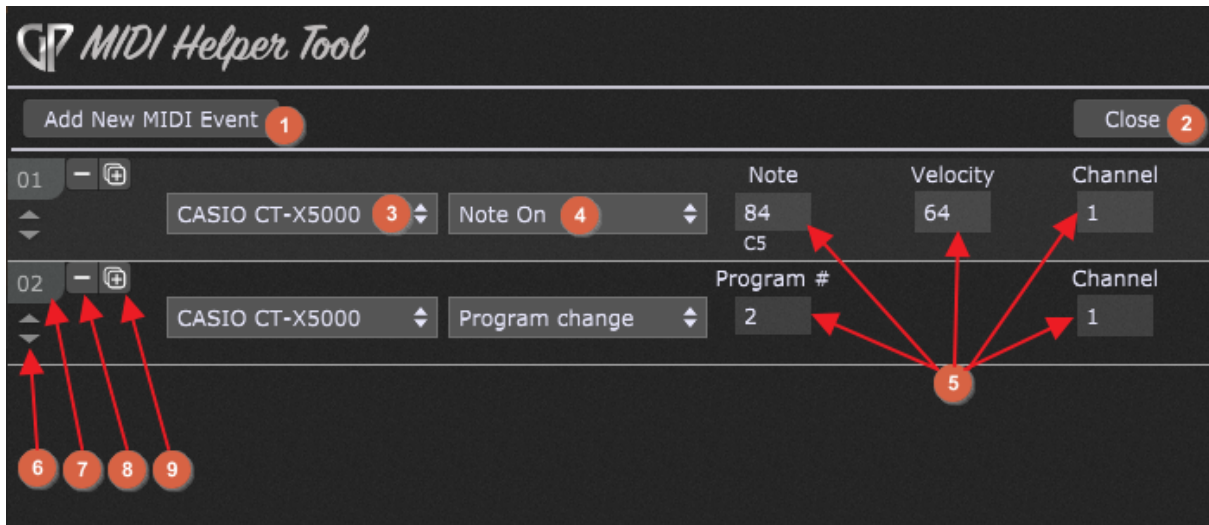 GP MIDI Helper Tool
Add New MIDI Event 1 Close 2
01 Note Velocity Channel
CASIO CT-X5000 3 Note On 4 84 64 1
C5
02 Program # Channel
CASIO CT-X5000 Program change 2 1
5
6 7 8 9